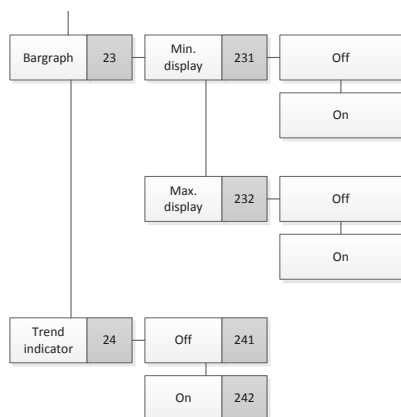 Bargraph 23 Min. display 231 Off
On
Max. display 232 Off
On
Trend indicator 24 Off 241
On 242